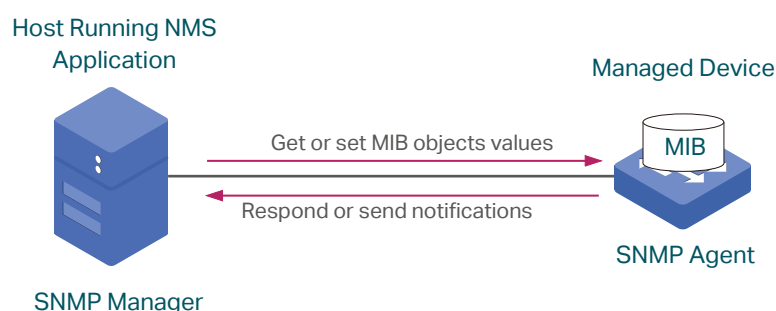 Host Running NMS
Application
Managed Device
Get or set MIB objects values
MIB
Respond or send notifications
SNMP Agent
SNMP Manager